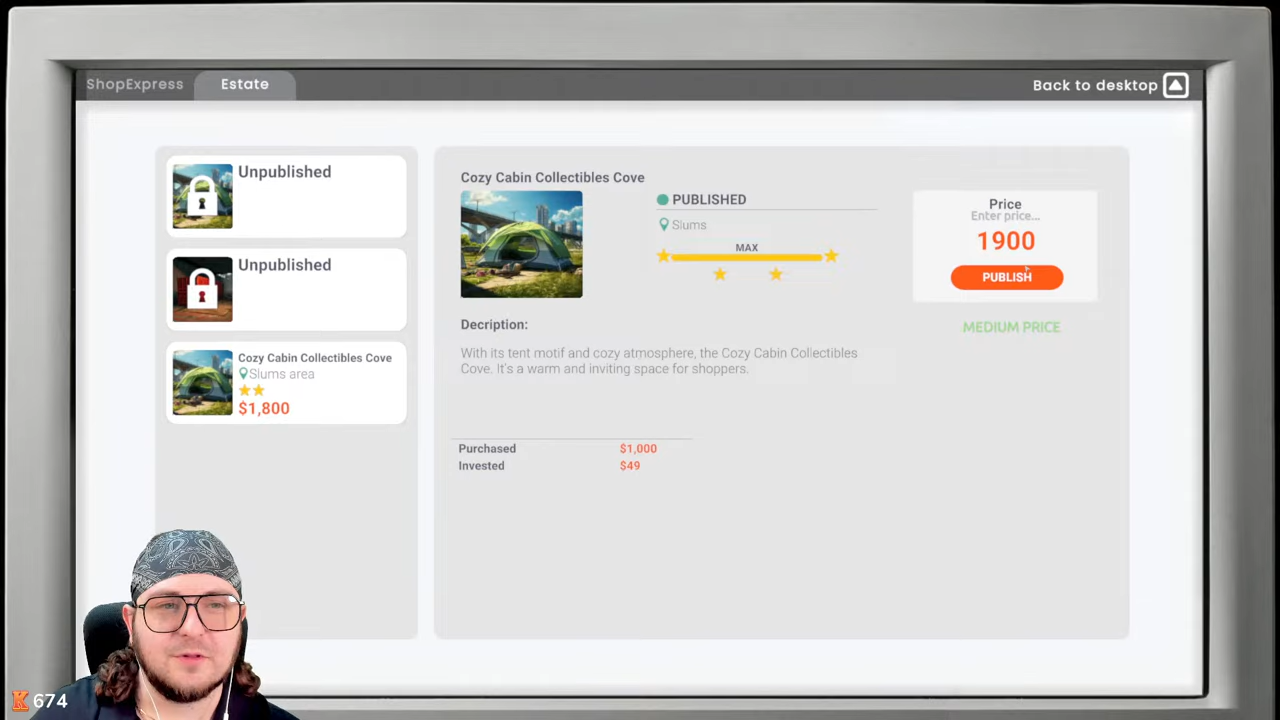 ShopExpress
Estate
Back to desktop
Unpublished
Unpublished
Cozy Cabin Collectibles Cove
Slums area
$1,800
Cozy Cabin Collectibles Cove
PUBLISHED
Slums
MAX
Price
Enter price...
1900
PUBLISH
MEDIUM PRICE
Decription:
With its tent motif and cozy atmosphere, the Cozy Cabin Collectibles
Cove. It's a warm and inviting space for shoppers.
Purchased $1,000
Invested $49
K 674